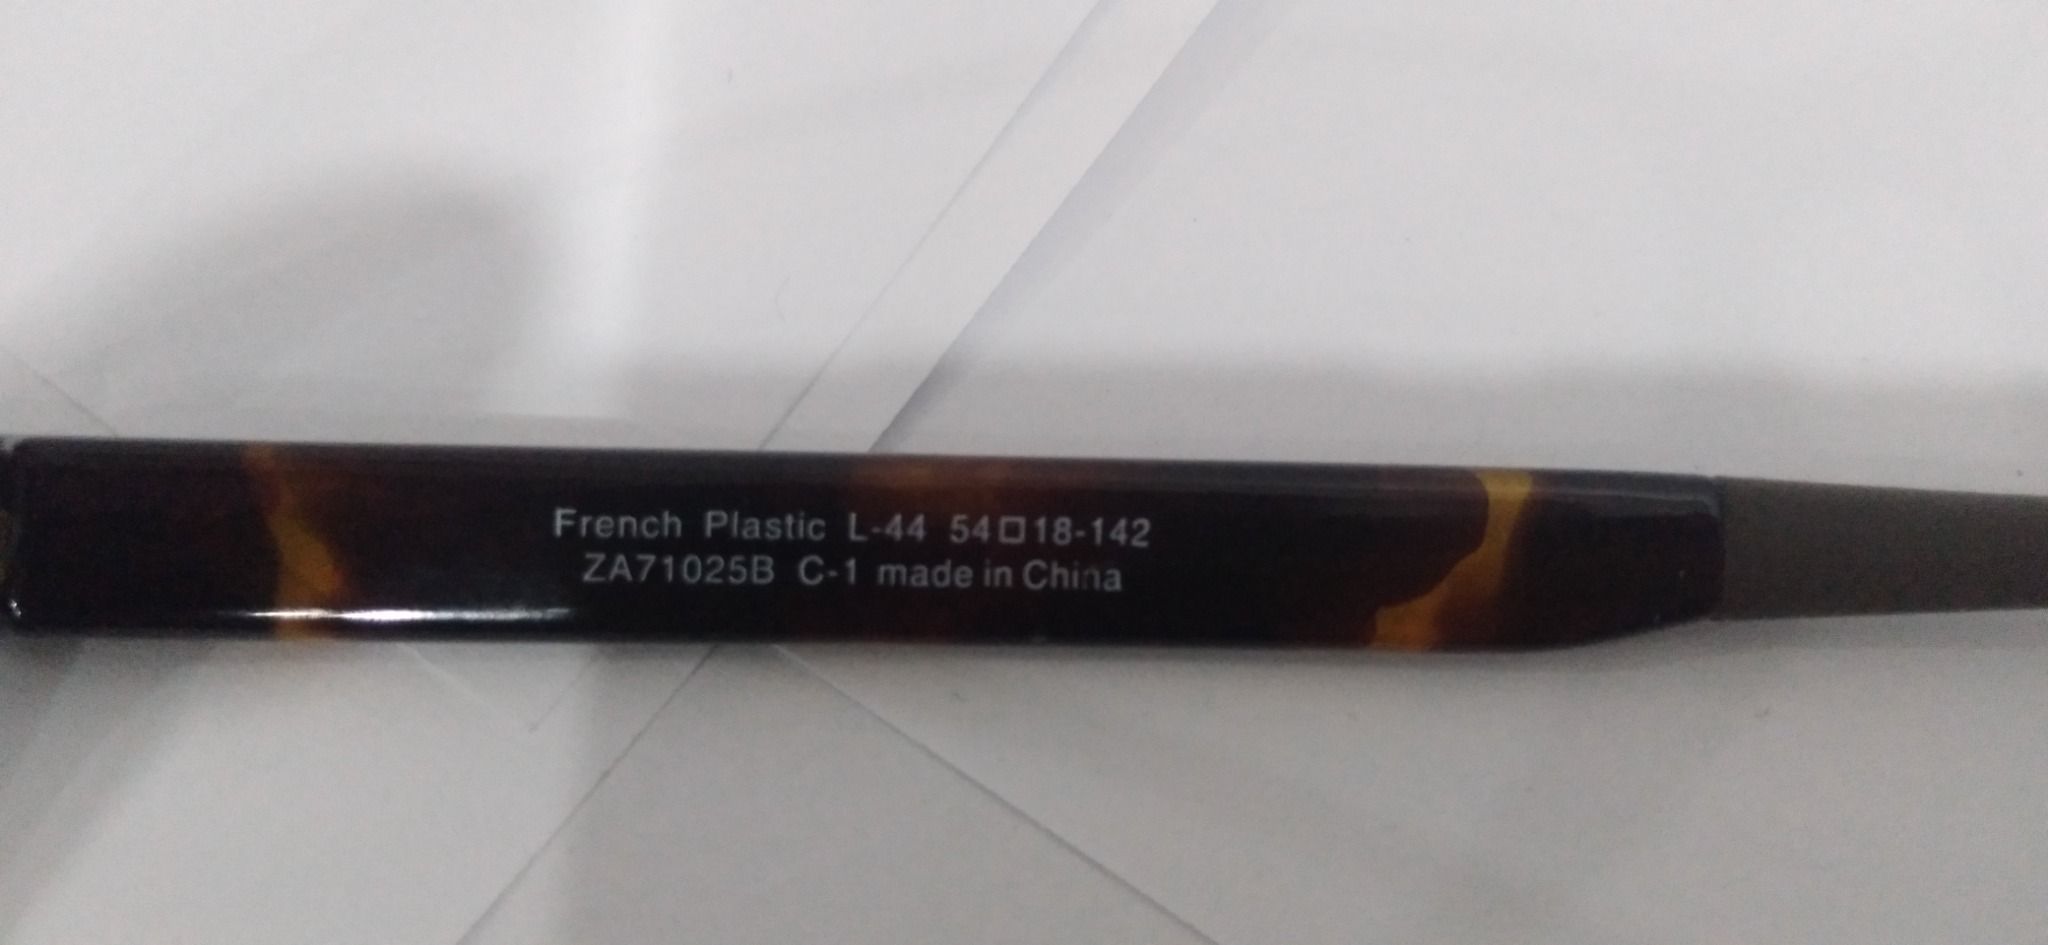 French Plastic L-44 54□18-142
ZA71025B C-1 made in China